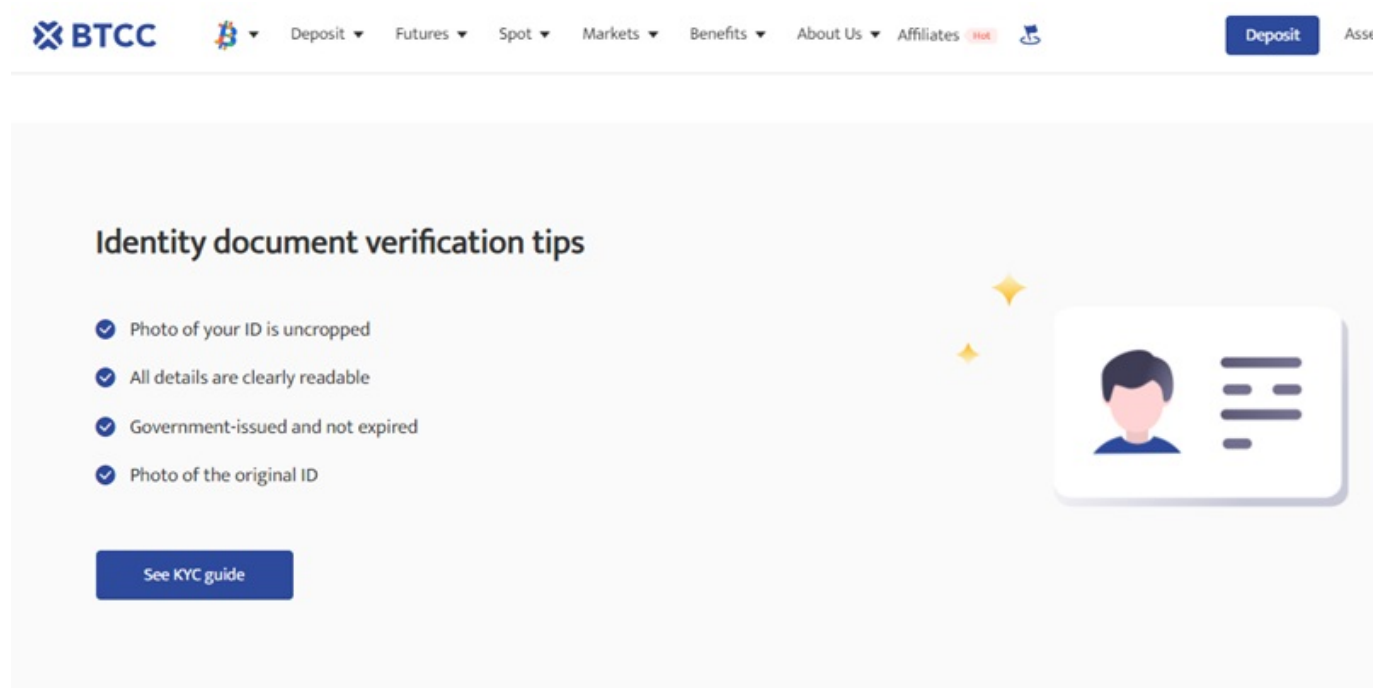 BTCC
Deposit
Futures
Spot
Markets
Benefits
About Us
Affiliates
Hot
Deposit
Identity document verification tips
Photo of your ID is uncropped
All details are clearly readable
Government-issued and not expired
Photo of the original ID
See KYC guide